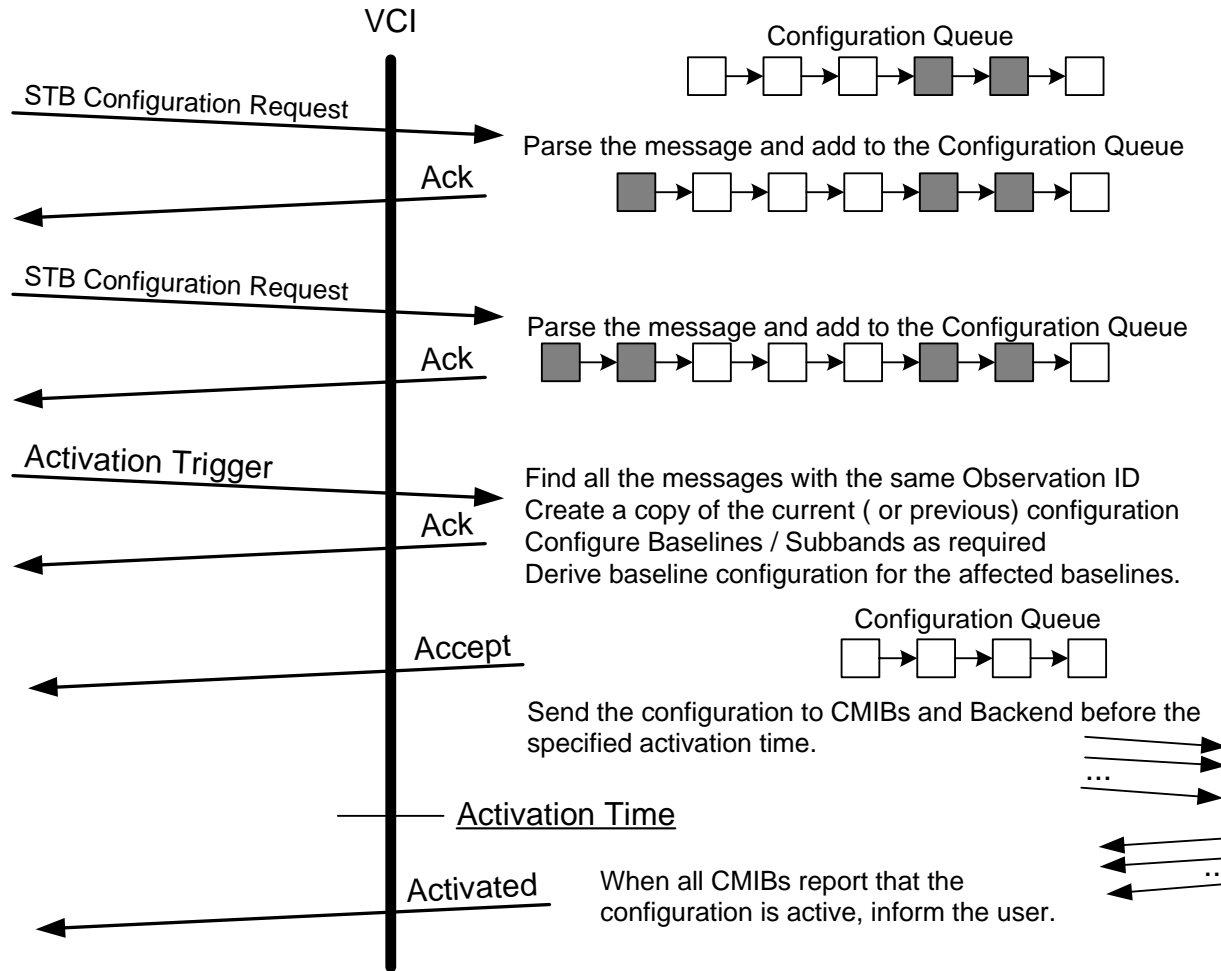 VCI
Configuration Queue
STB Configuration Request
Parse the message and add to the Configuration Queue
Ack
STB Configuration Request
Parse the message and add to the Configuration Queue
Ack
Activation Trigger
Find all the messages with the same Observation ID
Create a copy of the current ( or previous) configuration
Ack
Configure Baselines / Subbands as required
Derive baseline configuration for the affected baselines.
Configuration Queue
Accept
Send the configuration to CMIBs and Backend before the
specified activation time.
...
Activation Time
...
Activated
When all CMIBs report that the
configuration is active, inform the user.